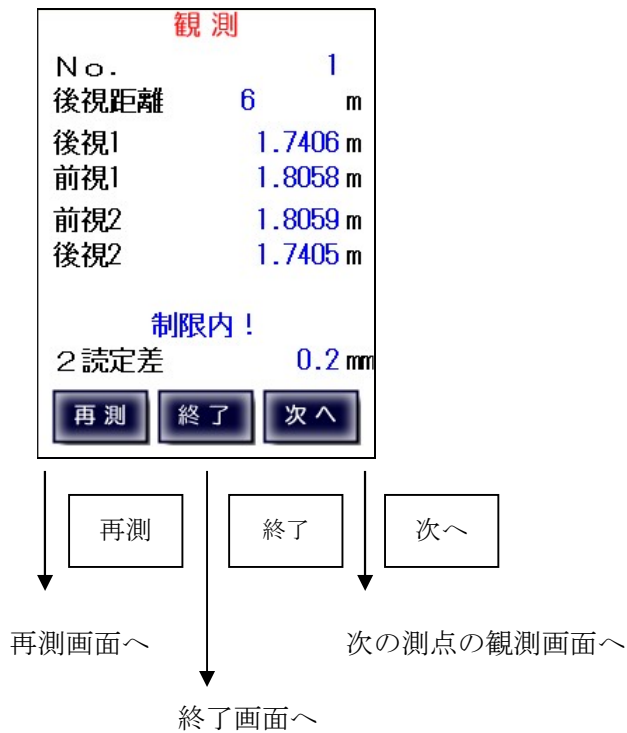 観 測
No. 1
後視距離 6 m
後視1 1.7406 m
前視1 1.8058 m
前視2 1.8059 m
後視2 1.7405 m
制限内！
２読定差 0.2 mm
再 測 終 了 次 へ
再測 終了 次へ
再測画面へ 次の測点の観測画面へ
終了画面へ